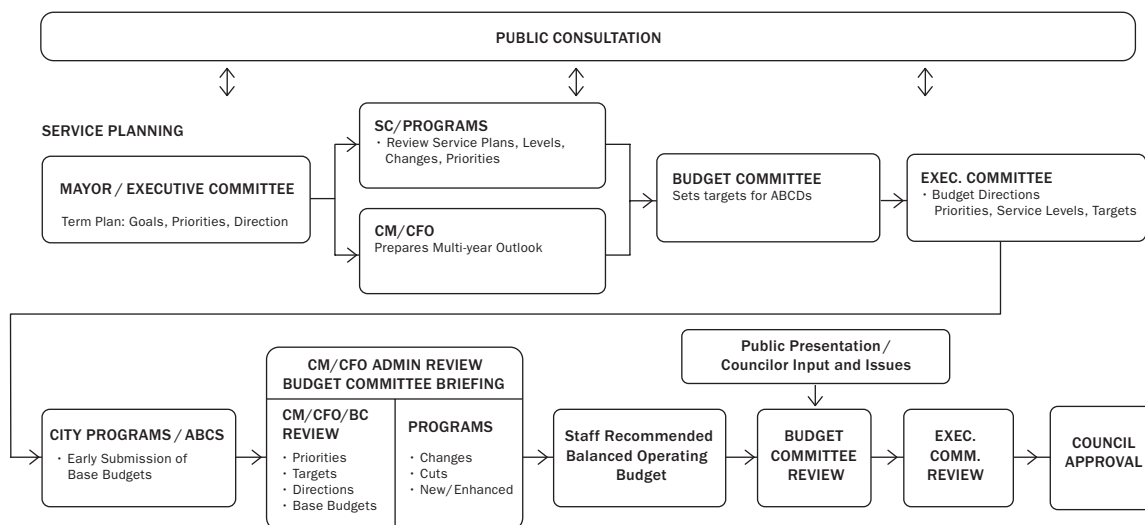 PUBLIC CONSULTATION
SERVICE PLANNING
MAYOR / EXECUTIVE COMMITTEE
Term Plan: Goals, Priorities, Direction
SC/PROGRAMS
· Review Service Plans, Levels,
Changes, Priorities
CM/CFO
Prepares Multi-year Outlook
BUDGET COMMITTEE
Sets targets for ABCDs
EXEC. COMMITTEE
· Budget Directions
Priorities, Service Levels, Targets
Public Presentation/
Councilor Input and Issues
CITY PROGRAMS / ABCS
· Early Submission of
Base Budgets
CM/CFO ADMIN REVIEW
BUDGET COMMITTEE BRIEFING
CM/CFO/BC
REVIEW
· Priorities
· Targets
· Directions
· Base Budgets
PROGRAMS
· Changes
· Cuts
· New/Enhanced
Staff Recommended
Balanced Operating
Budget
BUDGET
COMMITTEE
REVIEW
EXEC.
COMM.
REVIEW
COUNCIL
APPROVAL